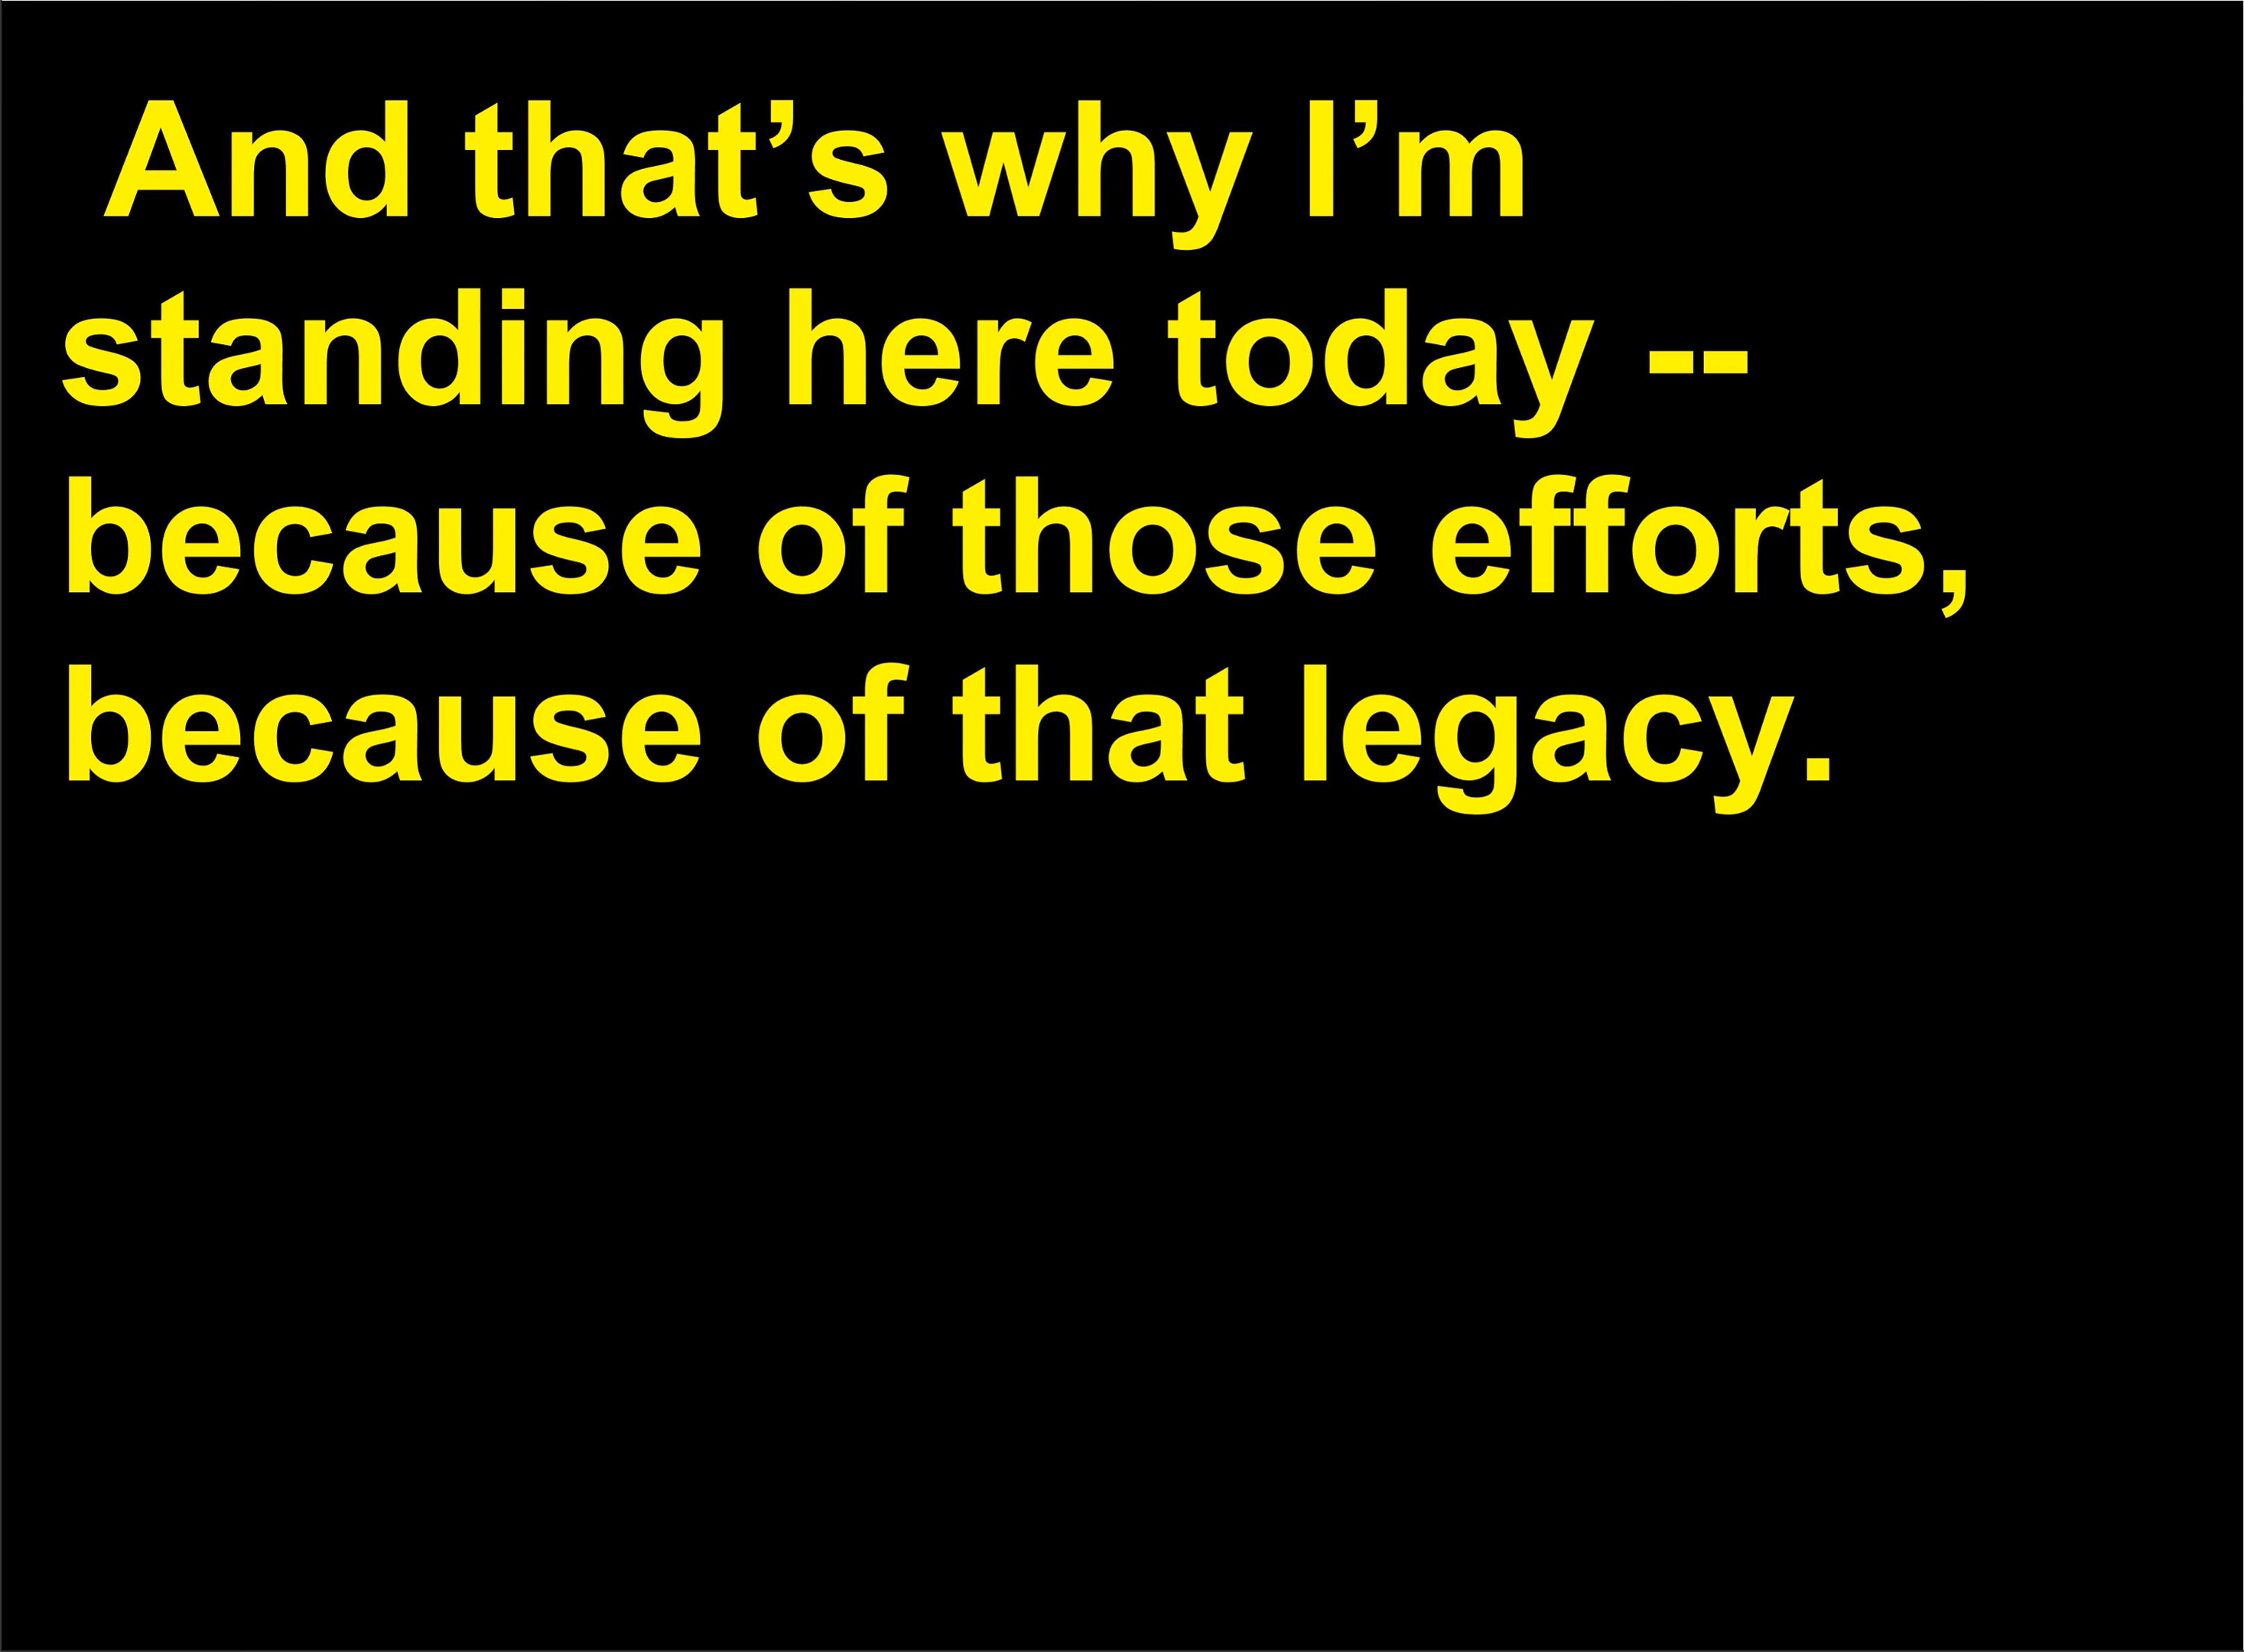 And that’s why I’m
standing here today --
because of those efforts,
because of that legacy.